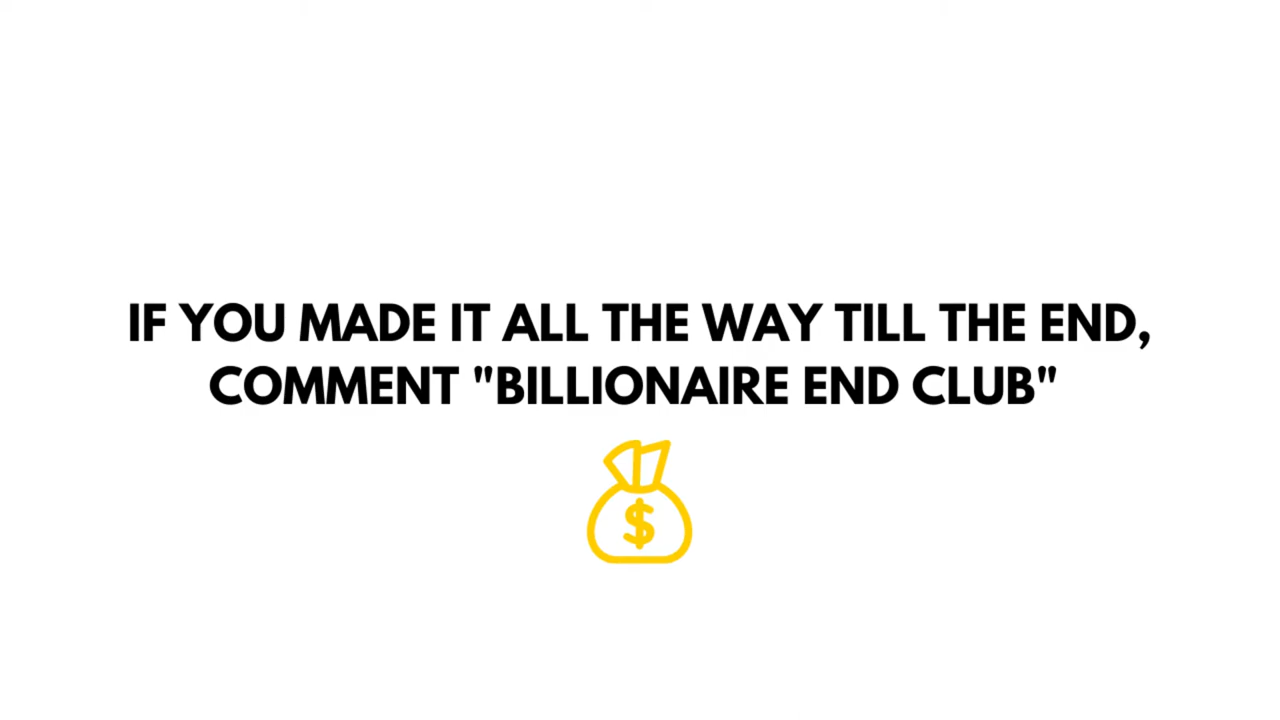 IF YOU MADE IT ALL THE WAY TILL THE END,
COMMENT "BILLIONAIRE END CLUB"
$